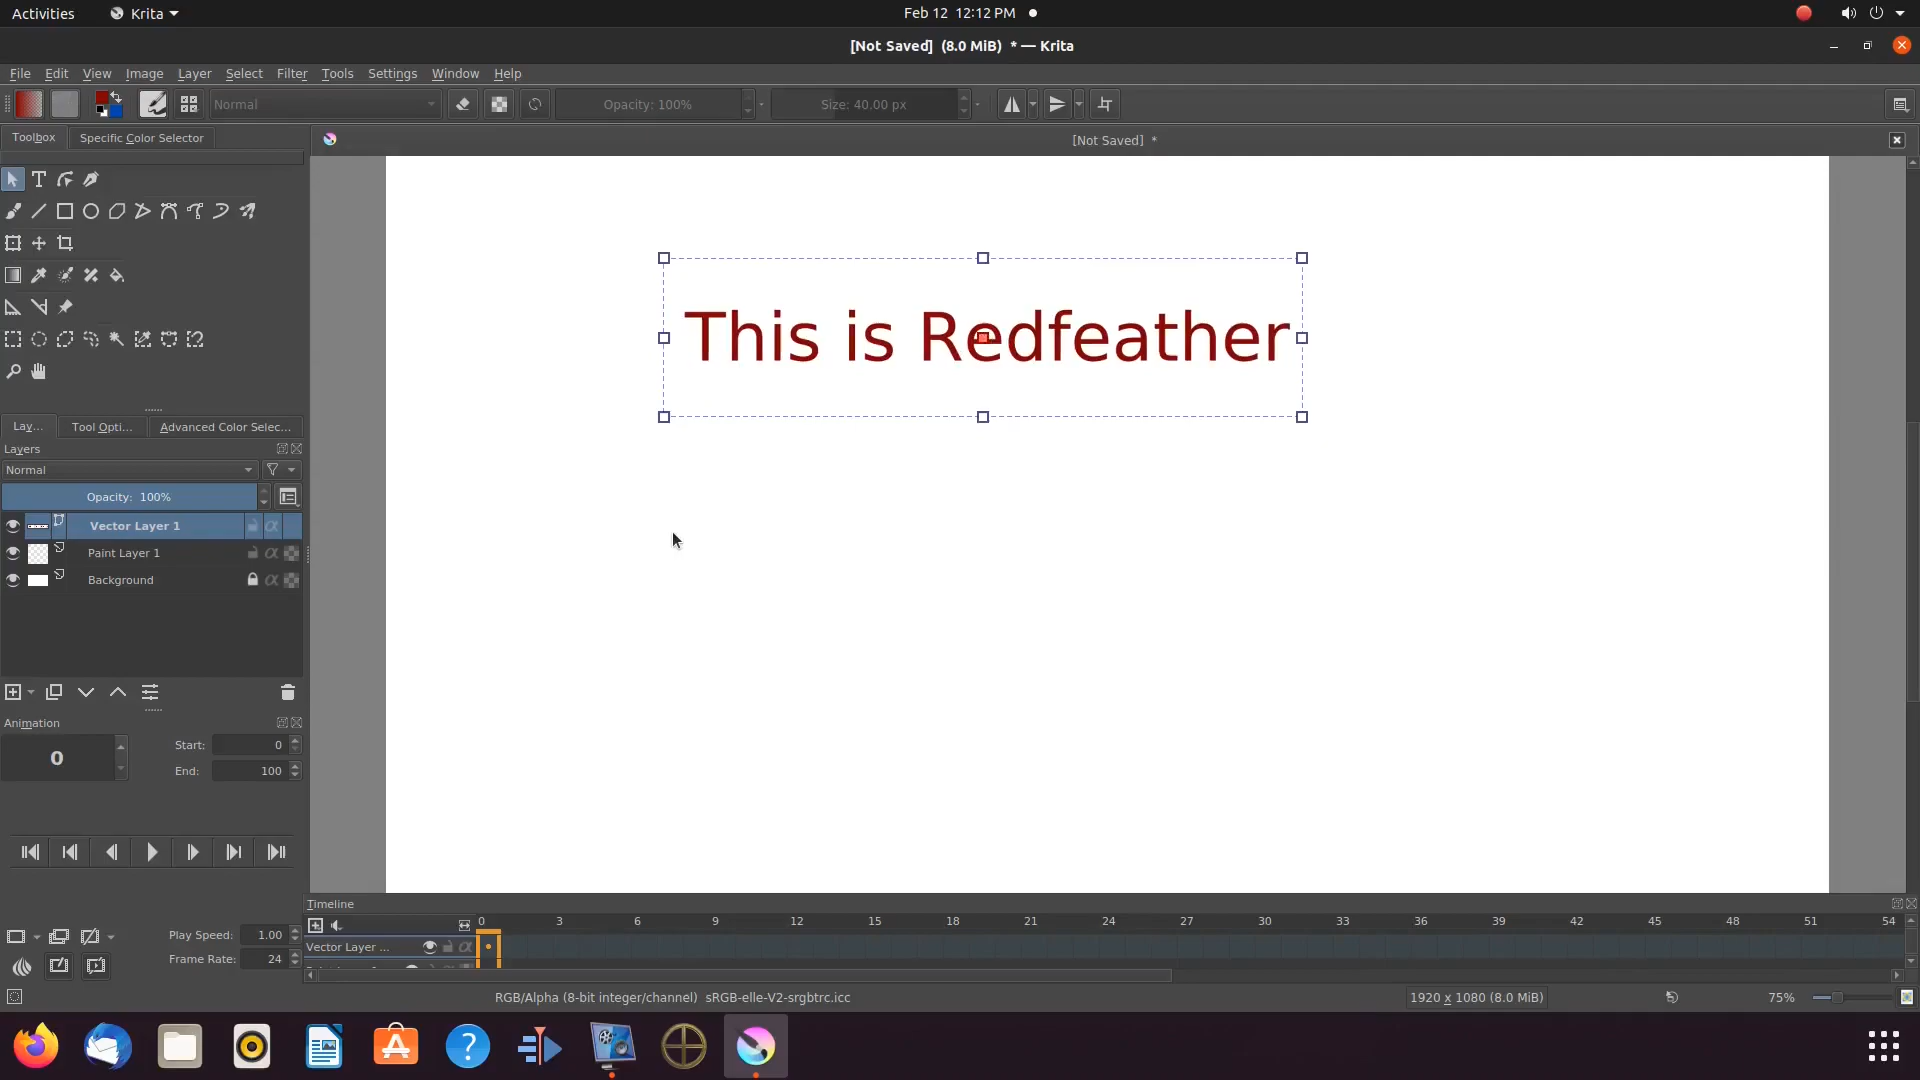 Activities Krita Feb 12 12:12 PM
[Not Saved] (8.0 MiB) * — Krita
File Edit View Image Layer Select Filter Tools Settings Window Help
Normal Opacity: 100% Size: 40.00 px
Toolbox Specific Color Selector
[Not Saved] *
This is Redfeather
Lay... Tool Opti... Advanced Color Selec...
Layers
Normal
Opacity: 100%
Vector Layer 1
Paint Layer 1
Background
Animation
0
Start: 0
End: 100
Timeline
0 3 6 9 12 15 18 21 24 27 30 33 36 39 42 45 48 51 54
Play Speed: 1.00
Vector Layer ...
Frame Rate: 24
RGB/Alpha (8-bit integer/channel) sRGB-elle-V2-srgbtrc.icc 1920 x 1080 (8.0 MiB) 75%